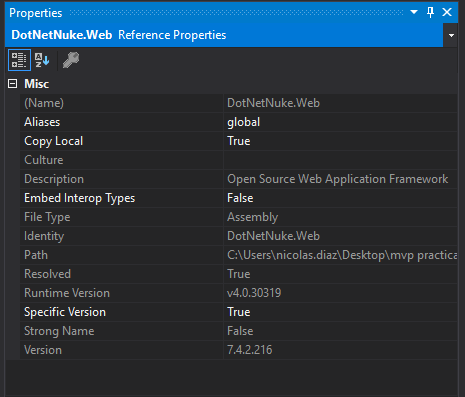 Properties
DotNetNuke.Web Reference Properties
Misc
(Name) DotNetNuke.Web
Aliases global
Copy Local True
Culture
Description Open Source Web Application Framework
Embed Interop Types False
File Type Assembly
Identity DotNetNuke.Web
Path C:\Users\nicolas.diaz\Desktop\mvp practica
Resolved True
Runtime Version v4.0.30319
Specific Version True
Strong Name False
Version 7.4.2.216